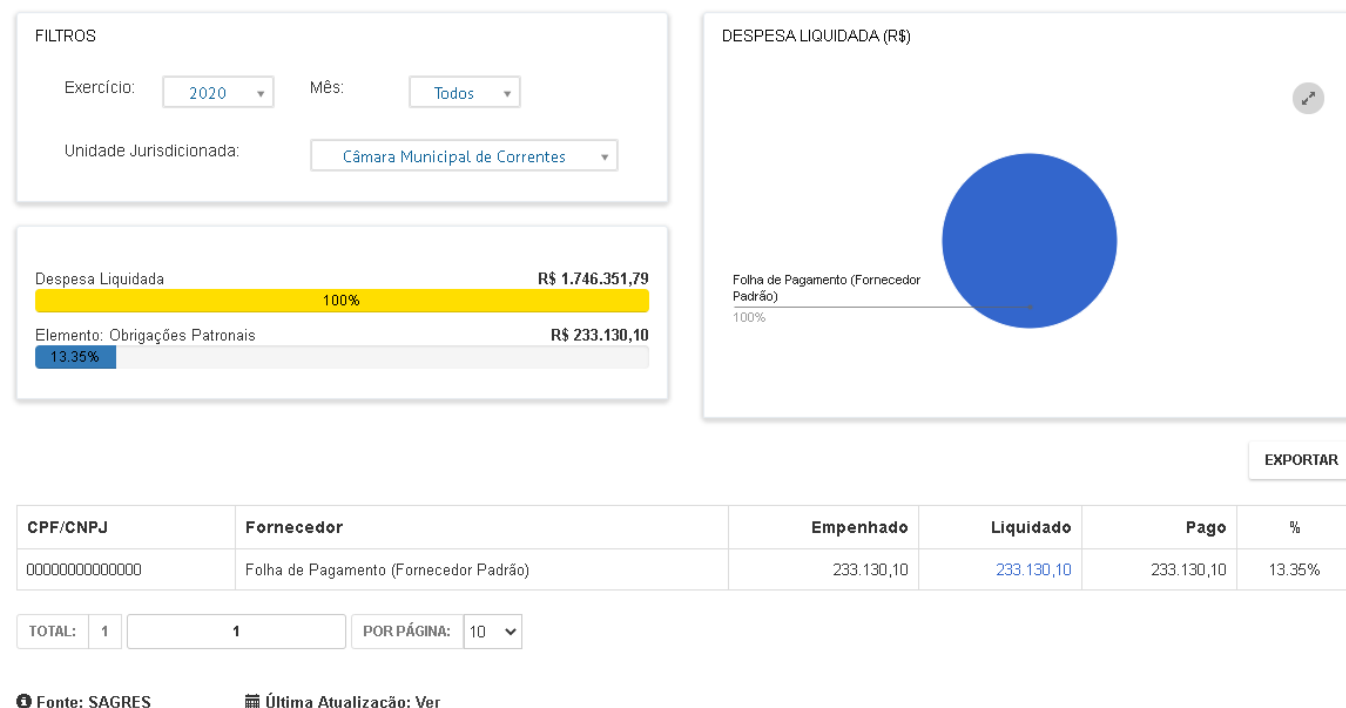 FILTROS
Exercício: 2020 Mês: Todos
Unidade Jurisdicionada: Câmara Municipal de Correntes
Despesa Liquidada R$ 1.746.351,79
100%
Elemento: Obrigações Patronais R$ 233.130,10
13.35%
DESPESA LIQUIDADA (R$)
Folha de Pagamento (Fornecedor
Padrão)
100%
EXPORTAR
CPF/CNPJ Fornecedor Empenhado Liquidado Pago %
00000000000000 Folha de Pagamento (Fornecedor Padrão) 233.130,10 233.130,10 233.130,10 13.35%
TOTAL: 1 1 POR PÁGINA: 10
Fonte: SAGRES Última Atualização: Ver